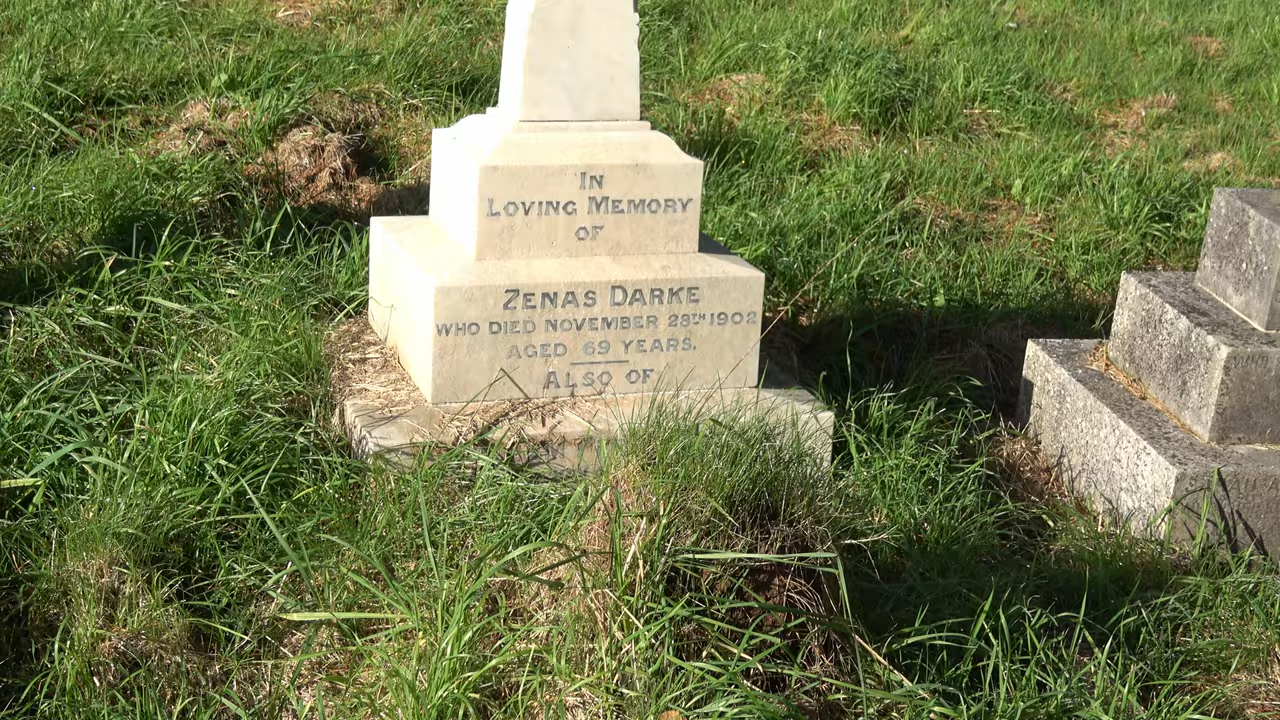 IN
LOVING MEMORY
OF
ZENAS DARKE
WHO DIED NOVEMBER 28TH 1902
AGED 69 YEARS.
ALSO OF